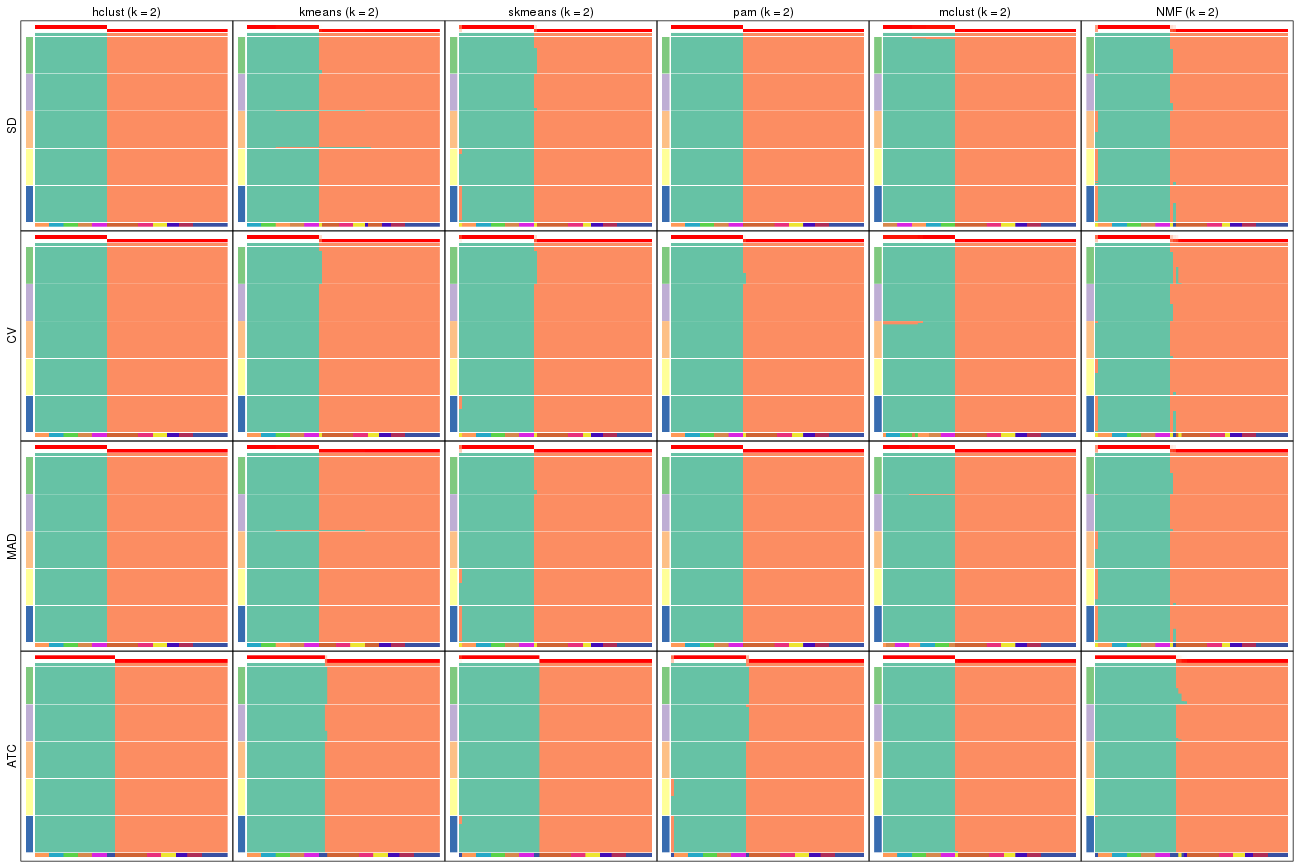 hclust (k = 2) kmeans (k = 2) skmeans (k = 2) pam (k = 2) mclust (k = 2) NMF (k = 2)
SD
CV
MAD
ATC